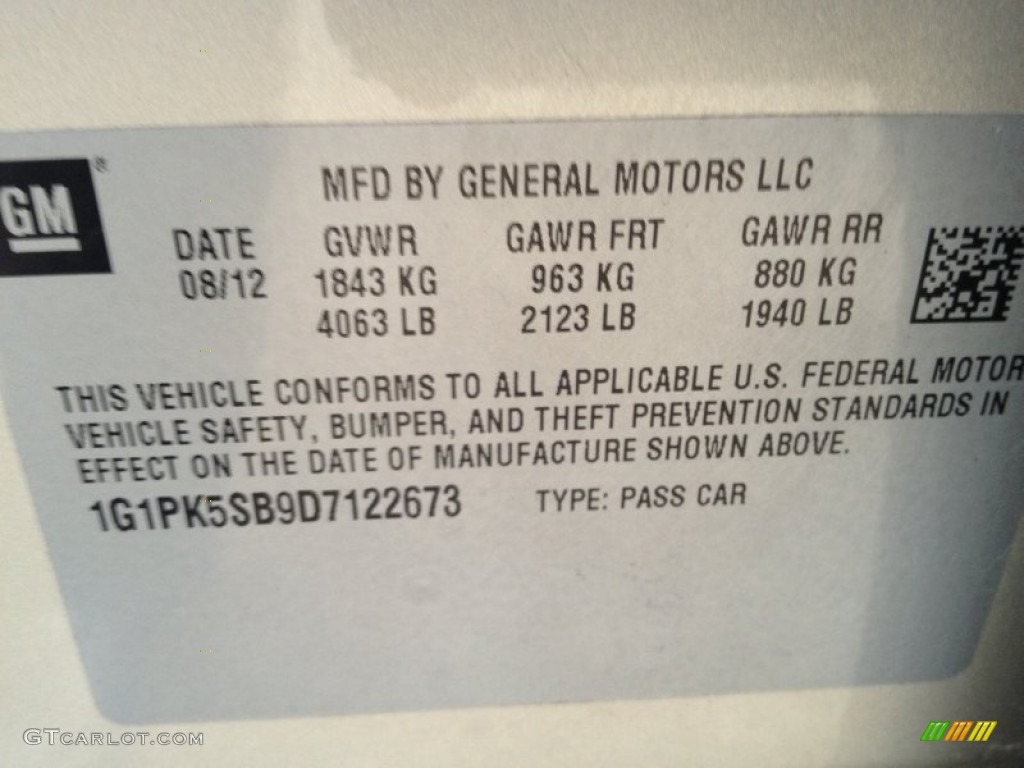 GM ®
MFD BY GENERAL MOTORS LLC
DATE GVWR GAWR FRT GAWR RR
08/12 1843 KG 963 KG 880 KG
4063 LB 2123 LB 1940 LB
THIS VEHICLE CONFORMS TO ALL APPLICABLE U.S. FEDERAL MOTOR
VEHICLE SAFETY, BUMPER, AND THEFT PREVENTION STANDARDS IN
EFFECT ON THE DATE OF MANUFACTURE SHOWN ABOVE.
1G1PK5SB9D7122673 TYPE: PASS CAR
GTCARLOT.COM